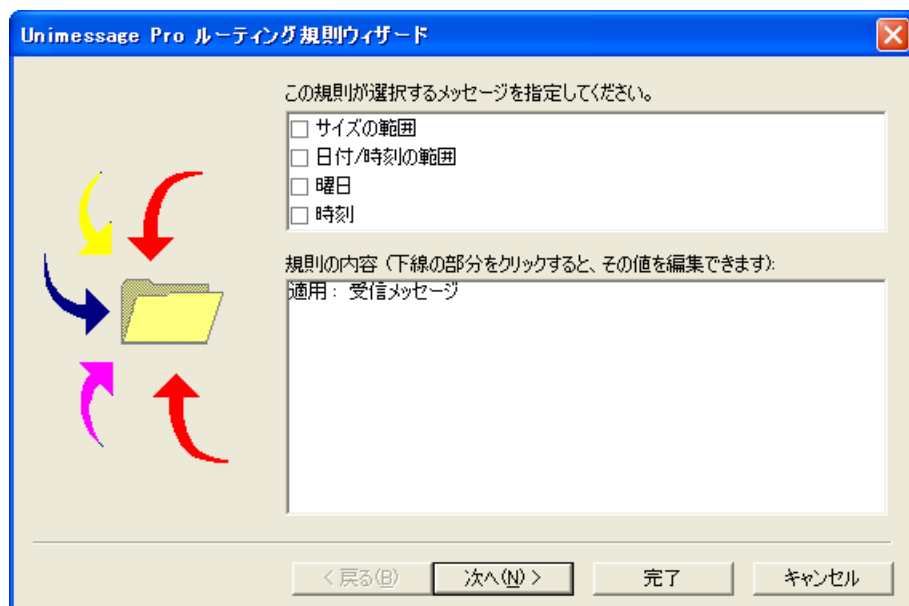 Unimessage Pro ルーティング規則ウィザード
この規則が選択するメッセージを指定してください。
サイズの範囲
日付/時刻の範囲
曜日
時刻
規則の内容（下線の部分をクリックすると、その値を編集できます）:
適用： 受信メッセージ
< 戻る(B)
次へ(N) >
完了
キャンセル